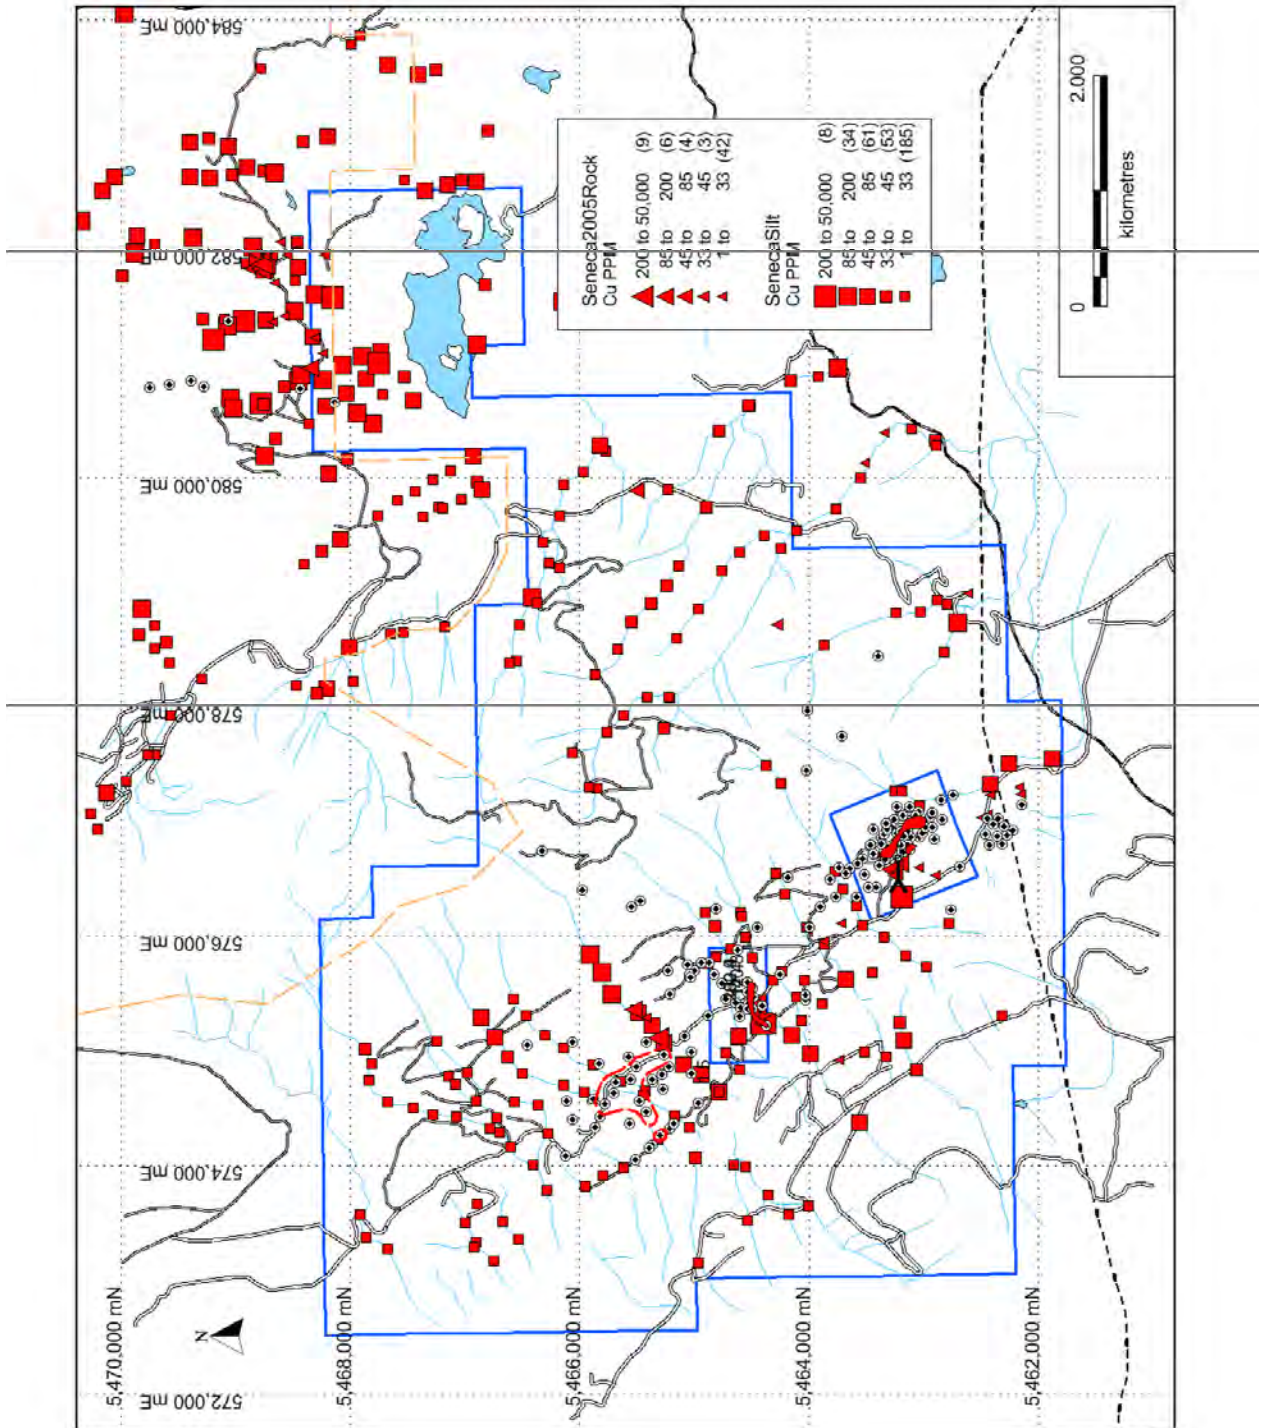 584,000 mE
582,000 mE
580,000 mE
578,000 mE
576,000 mE
574,000 mE
572,000 mE
5,470,000 mN
5,468,000 mN
5,466,000 mN
5,464,000 mN
5,462,000 mN
N
Seneca2005Rock
Cu PPM
200 to 50,000 (9)
85 to 200 (6)
45 to 85 (4)
33 to 45 (3)
1 to 33 (42)
SenecaSilt
Cu PPM
200 to 50,000 (8)
85 to 200 (34)
45 to 85 (61)
33 to 45 (53)
1 to 33 (185)
0 2,000
kilometres